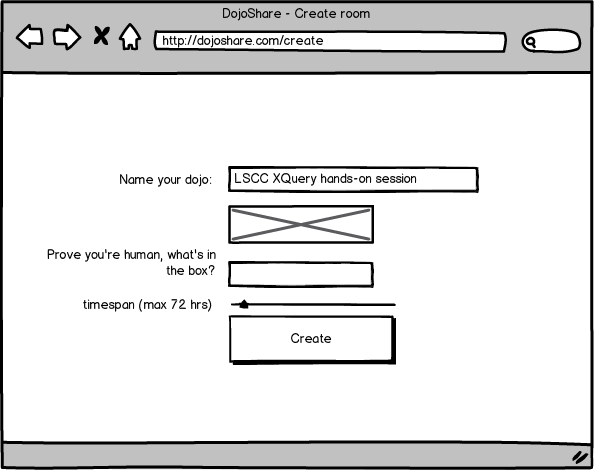 DojoShare - Create room
http://dojoshare.com/create
Name your dojo:
LSCC XQuery hands-on session
Prove you're human, what's in
the box?
timespan (max 72 hrs)
Create